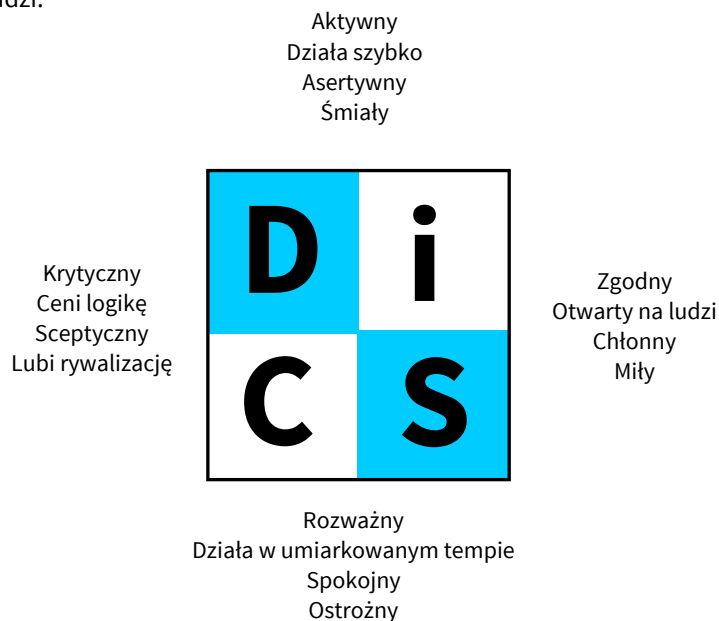 Aktywny
Działa szybko
Asertywny
Śmiały
D i
Krytyczny
Ceni logikę
Sceptyczny
Lubi rywalizację
Zgodny
Otwarty na ludzi
Chłonny
Miły
C S
Rozważny
Działa w umiarkowanym tempie
Spokojny
Ostrożny